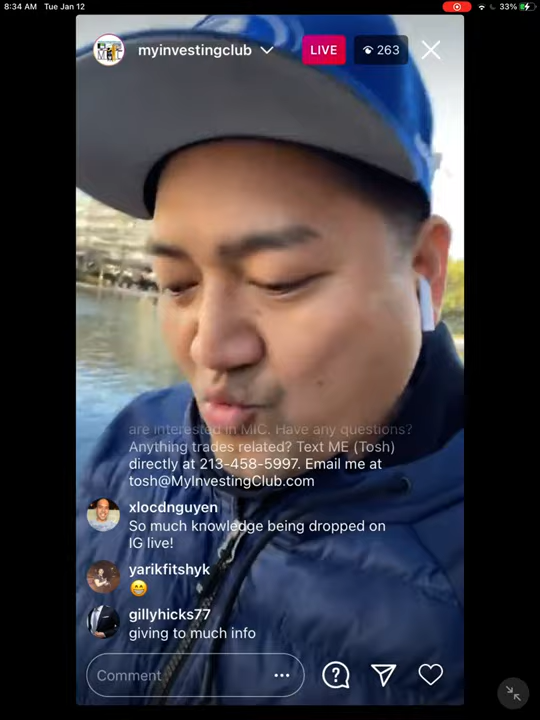 8:34 AM Tue Jan 12
33%
myinvestingclub
LIVE
263
are interested in MIC. Have any questions?
Anything trades related? Text ME (Tosh)
directly at 213-458-5997. Email me at
tosh@MyInvestingClub.com
xlocdnguyen
So much knowledge being dropped on
IG live!
yarikfitshyk
😁
gillyhicks77
giving to much info
Comment